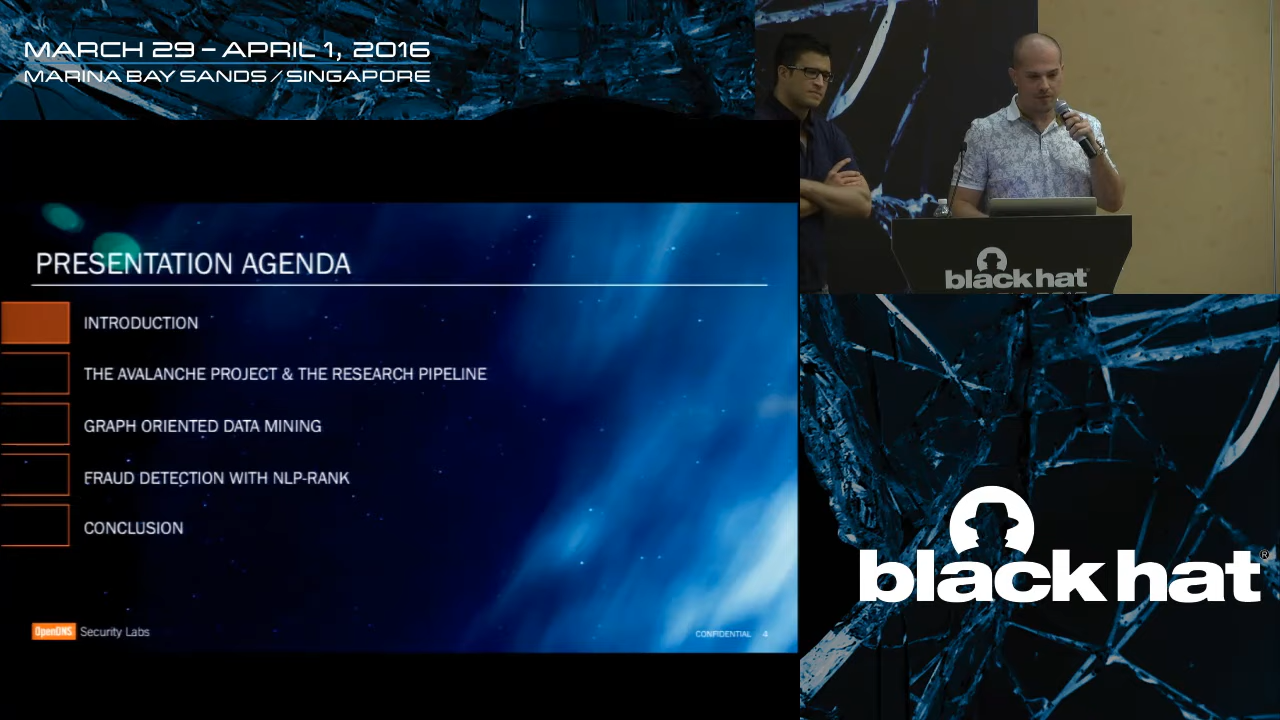 MARCH 29 – APRIL 1, 2016
MARINA BAY SANDS / SINGAPORE
PRESENTATION AGENDA
INTRODUCTION
THE AVALANCHE PROJECT & THE RESEARCH PIPELINE
GRAPH ORIENTED DATA MINING
FRAUD DETECTION WITH NLP-RANK
CONCLUSION
OpenDNS Security Labs
CONFIDENTIAL 4
black hat
black hat®